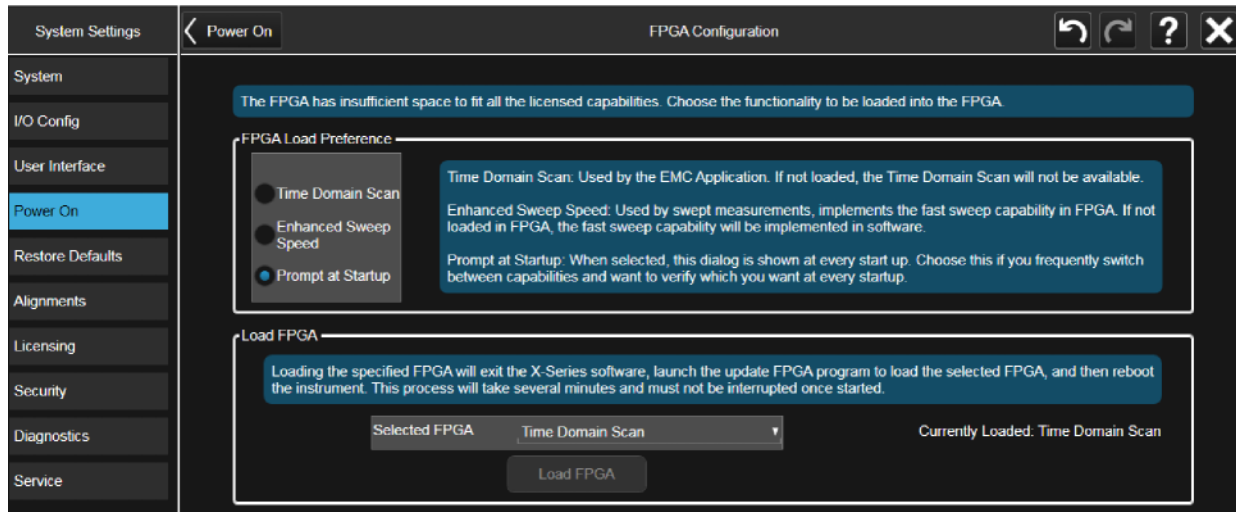 System Settings
Power On
FPGA Configuration
?
System
I/O Config
User Interface
Power On
Restore Defaults
Alignments
Licensing
Security
Diagnostics
Service
The FPGA has insufficient space to fit all the licensed capabilities. Choose the functionality to be loaded into the FPGA.
FPGA Load Preference
Time Domain Scan
Enhanced Sweep
Speed
Prompt at Startup
Time Domain Scan: Used by the EMC Application. If not loaded, the Time Domain Scan will not be available.
Enhanced Sweep Speed: Used by swept measurements, implements the fast sweep capability in FPGA. If not
loaded in FPGA, the fast sweep capability will be implemented in software.
Prompt at Startup: When selected, this dialog is shown at every start up. Choose this if you frequently switch
between capabilities and want to verify which you want at every startup.
Load FPGA
Loading the specified FPGA will exit the X-Series software, launch the update FPGA program to load the selected FPGA, and then reboot
the instrument. This process will take several minutes and must not be interrupted once started.
Selected FPGA
Time Domain Scan
Currently Loaded: Time Domain Scan
Load FPGA